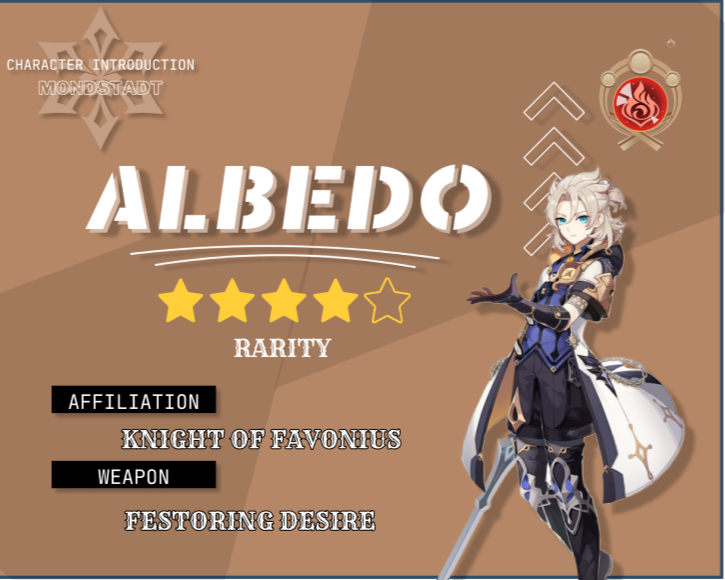 CHARACTER INTRODUCTION
MONDSTADT
ALBEDO
RARITY
AFFILIATION
KNIGHT OF FAVONIUS
WEAPON
FESTORING DESIRE